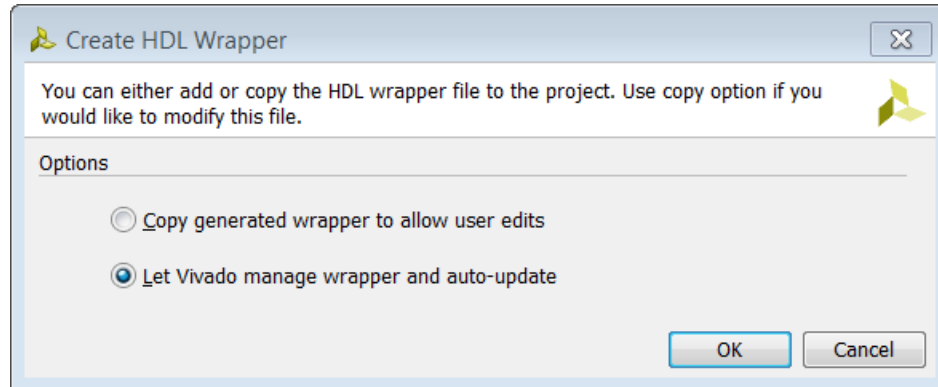 Create HDL Wrapper
You can either add or copy the HDL wrapper file to the project. Use copy option if you
would like to modify this file.
Options
Copy generated wrapper to allow user edits
Let Vivado manage wrapper and auto-update
OK
Cancel